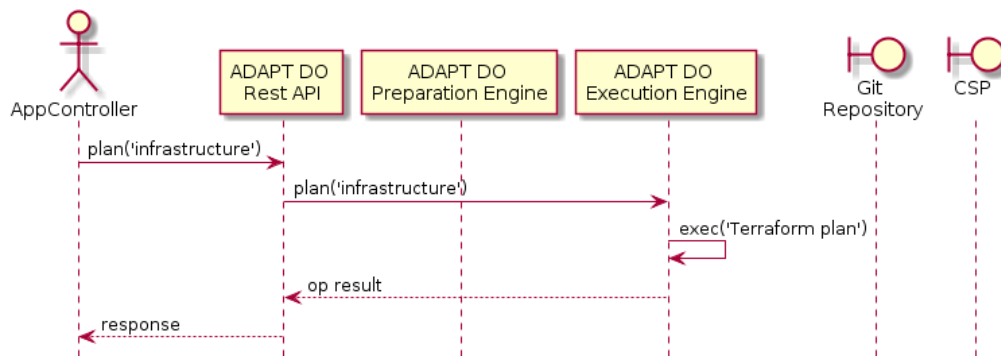 AppController
ADAPT DO
Rest API
ADAPT DO
Preparation Engine
ADAPT DO
Execution Engine
Git
Repository
CSP
plan('infrastructure')
plan('infrastructure')
exec('Terraform plan')
op result
response